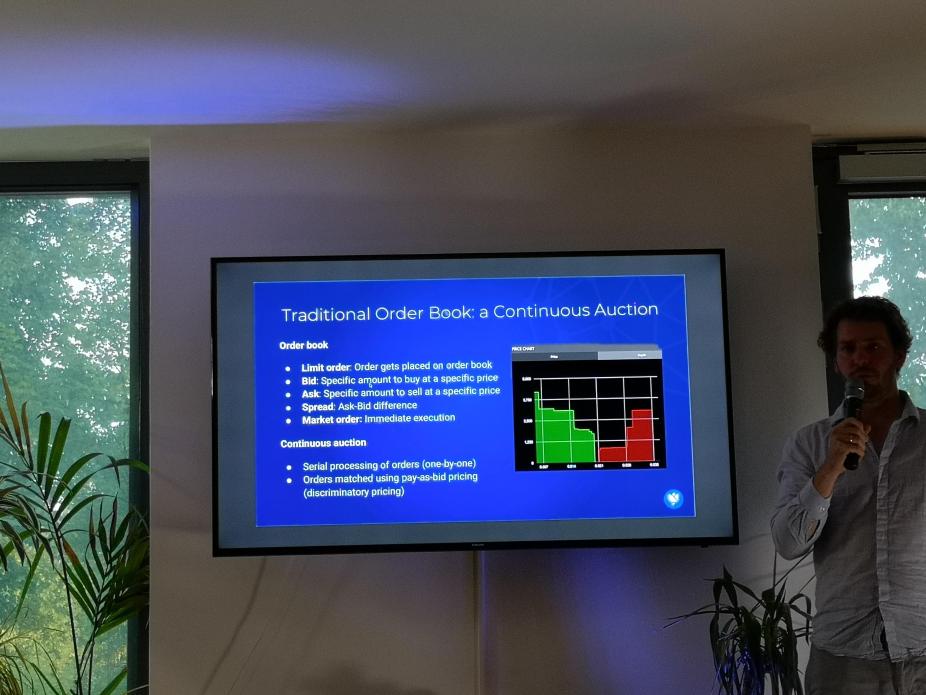 Traditional Order Book: a Continuous Auction
Order book
● Limit order: Order gets placed on order book
● Bid: Specific amount to buy at a specific price
● Ask: Specific amount to sell at a specific price
● Spread: Ask-Bid difference
● Market order: Immediate execution
Continuous auction
● Serial processing of orders (one-by-one)
● Orders matched using pay-as-bid pricing
(discriminatory pricing)
PRICE CHART
Price
0